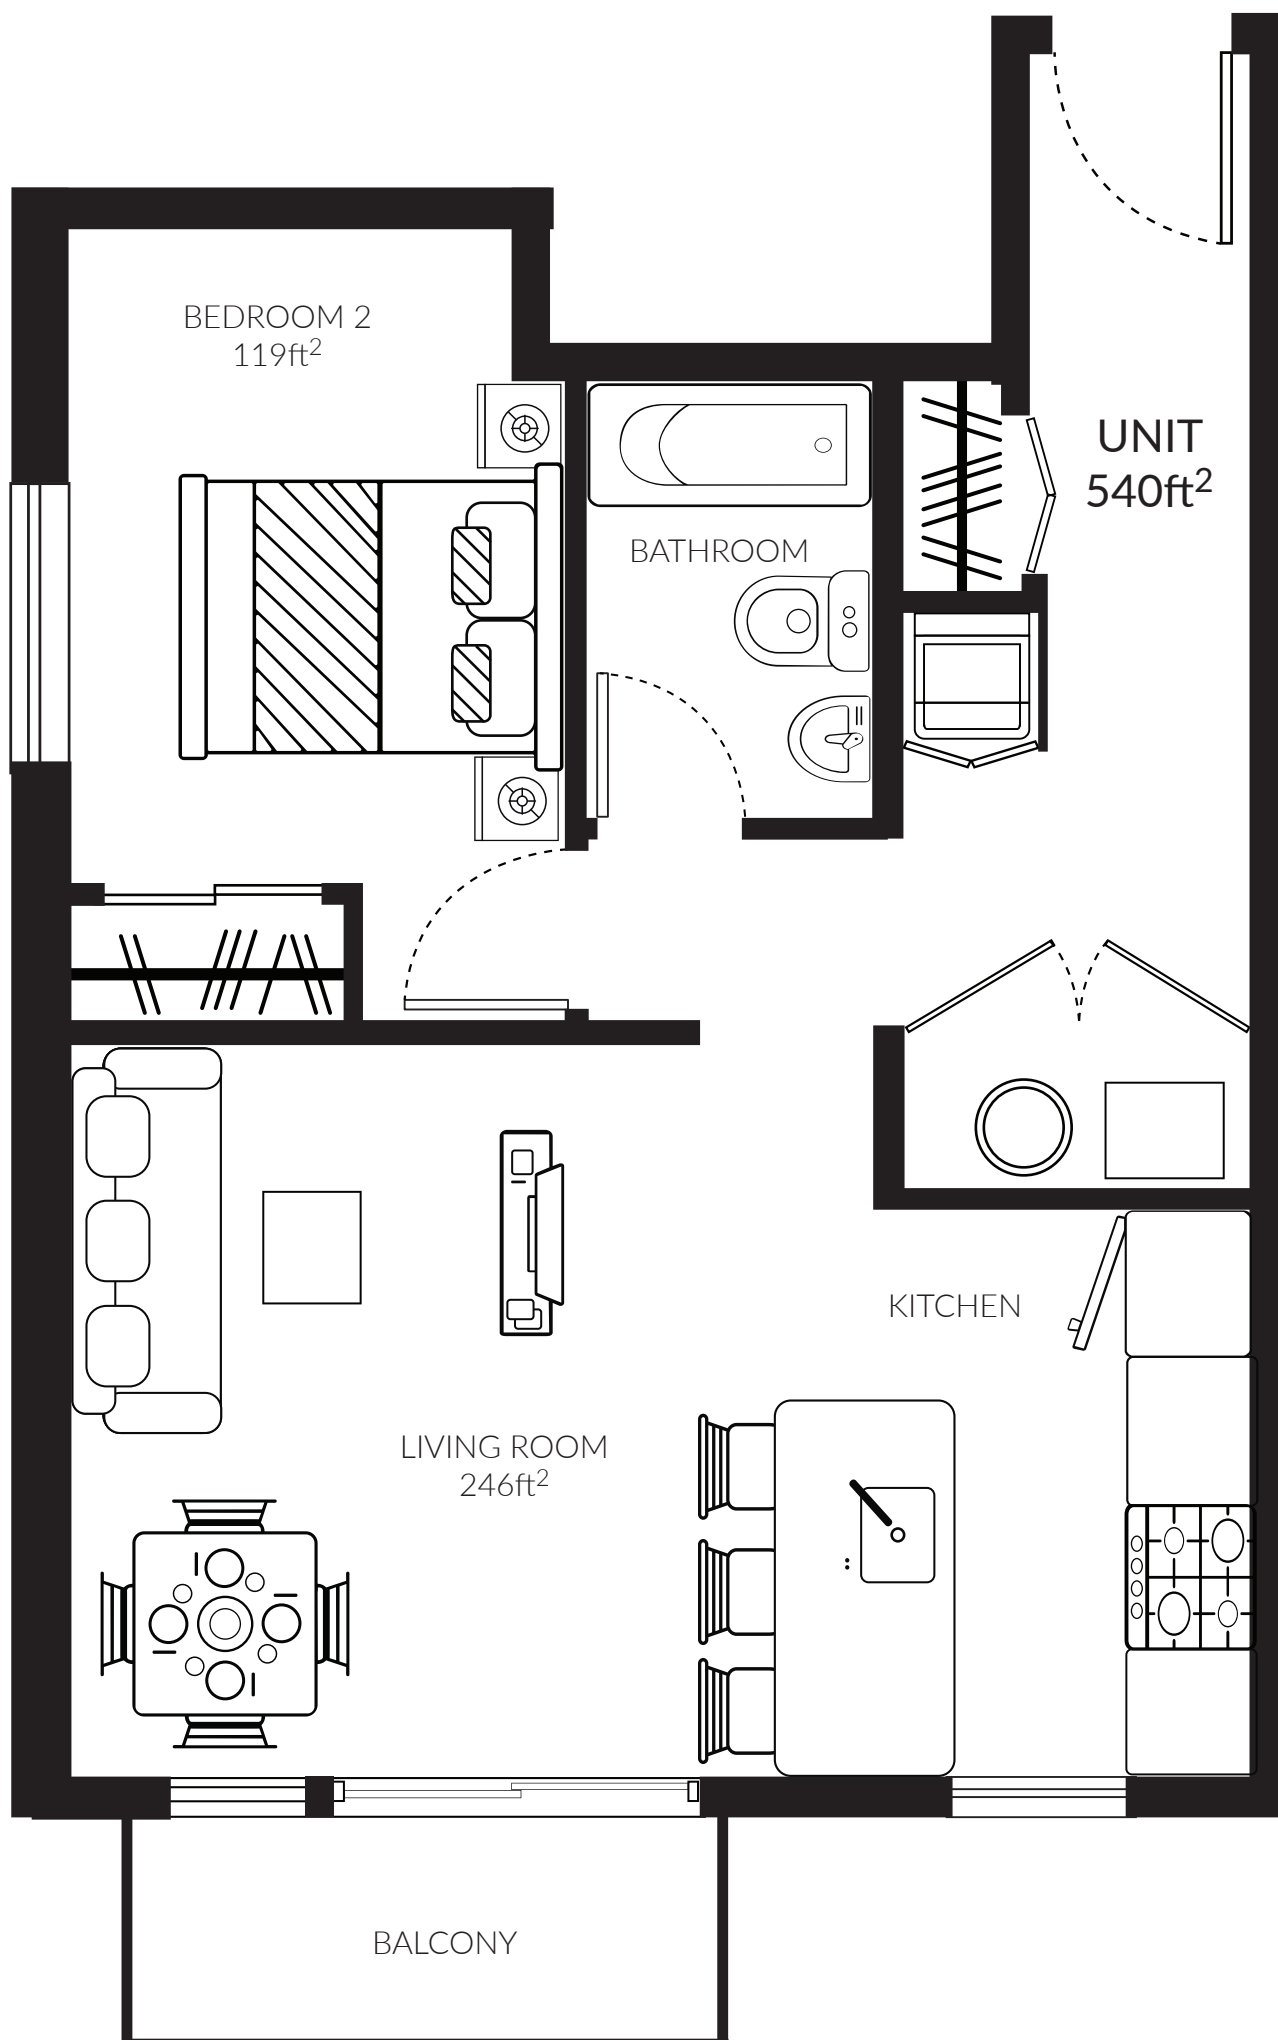 BEDROOM 2
119ft²
UNIT
540ft²
BATHROOM
KITCHEN
LIVING ROOM
246ft²
BALCONY